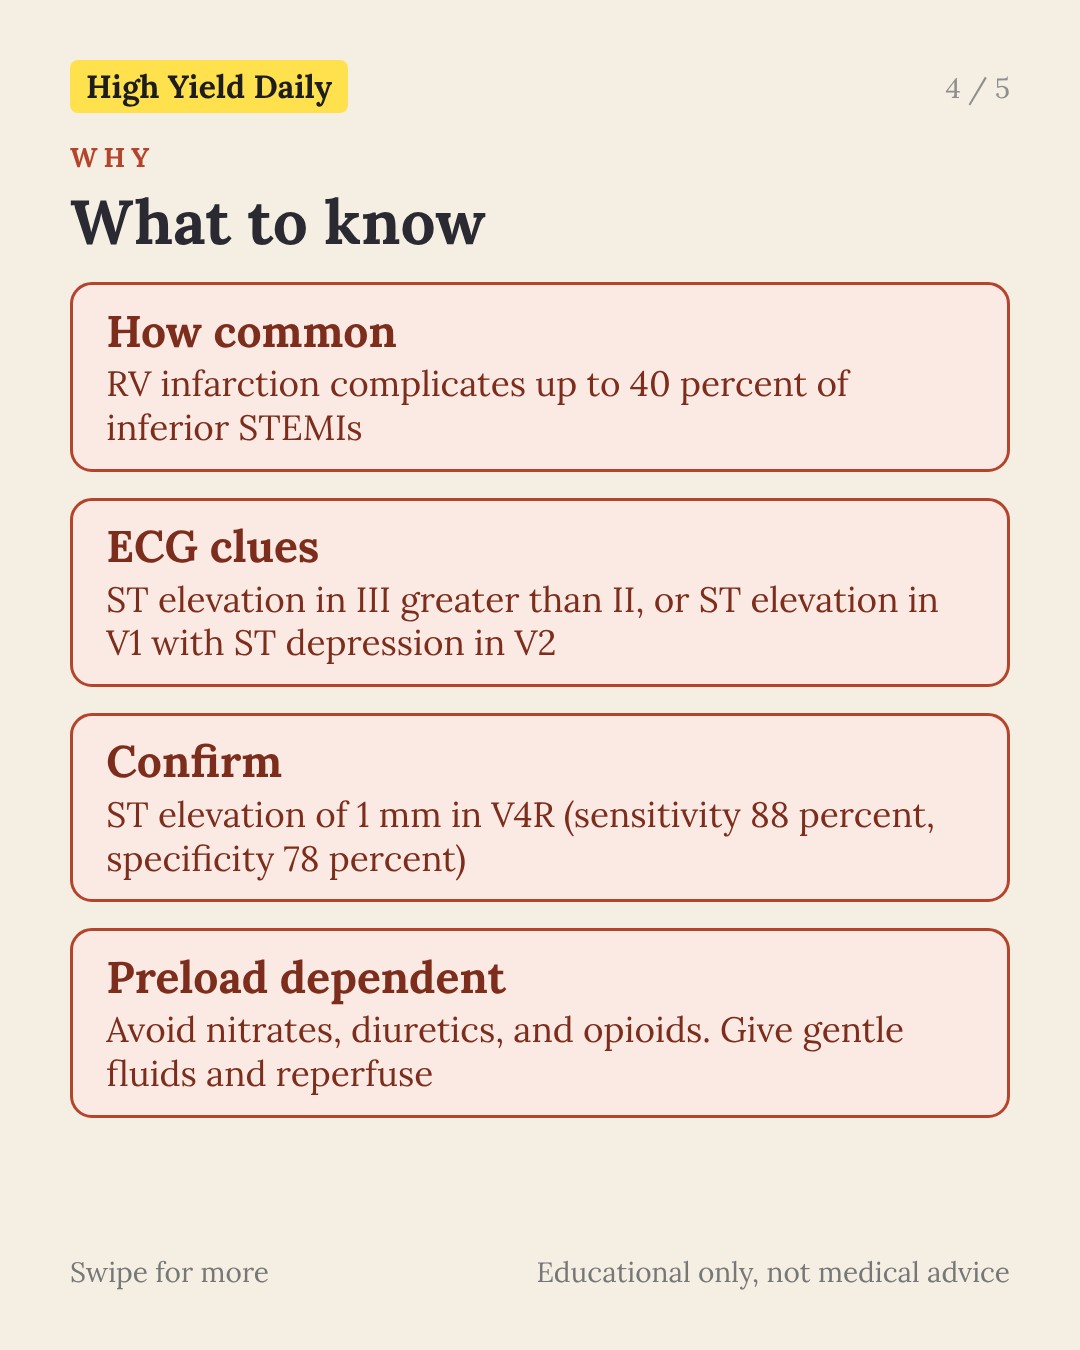 High Yield Daily
4 / 5
WHY
What to know
How common
RV infarction complicates up to 40 percent of
inferior STEMIs
ECG clues
ST elevation in III greater than II, or ST elevation in
V1 with ST depression in V2
Confirm
ST elevation of 1 mm in V4R (sensitivity 88 percent,
specificity 78 percent)
Preload dependent
Avoid nitrates, diuretics, and opioids. Give gentle
fluids and reperfuse
Swipe for more
Educational only, not medical advice